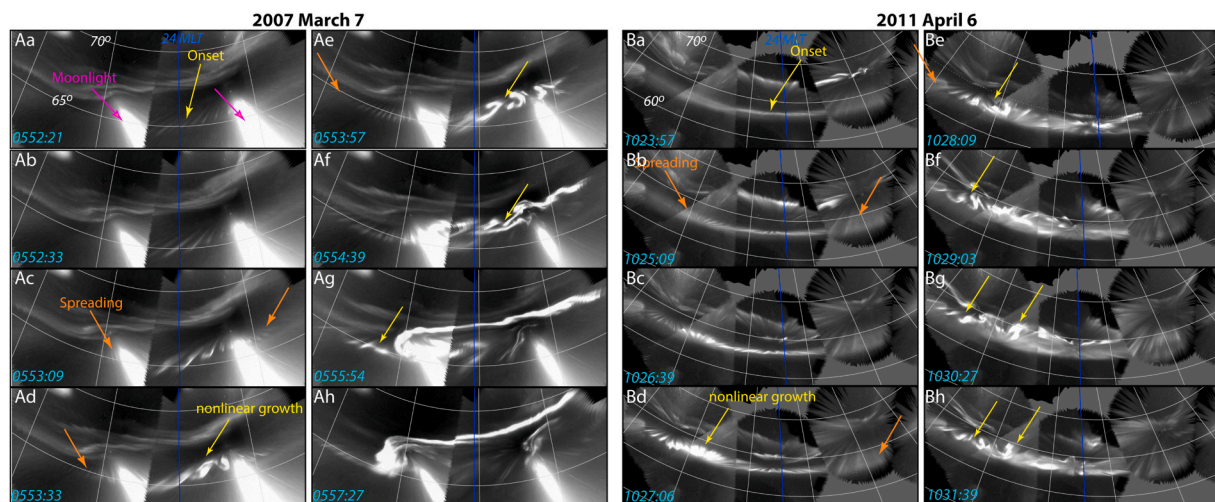 2007 March 7
Aa
70°
24 MLT
Onset
Moonlight
65°
0552:21
Ab
0552:33
Ac
Spreading
0553:09
Ad
nonlinear growth
0553:33
Ae
0553:57
Af
0554:39
Ag
0555:54
Ah
0557:27
2011 April 6
Ba
70°
24 MLT
Onset
60°
1023:57
Bb
Spreading
1025:09
Bc
1026:39
Bd
nonlinear growth
1027:06
Be
1028:09
Bf
1029:03
Bg
1030:27
Bh
1031:39